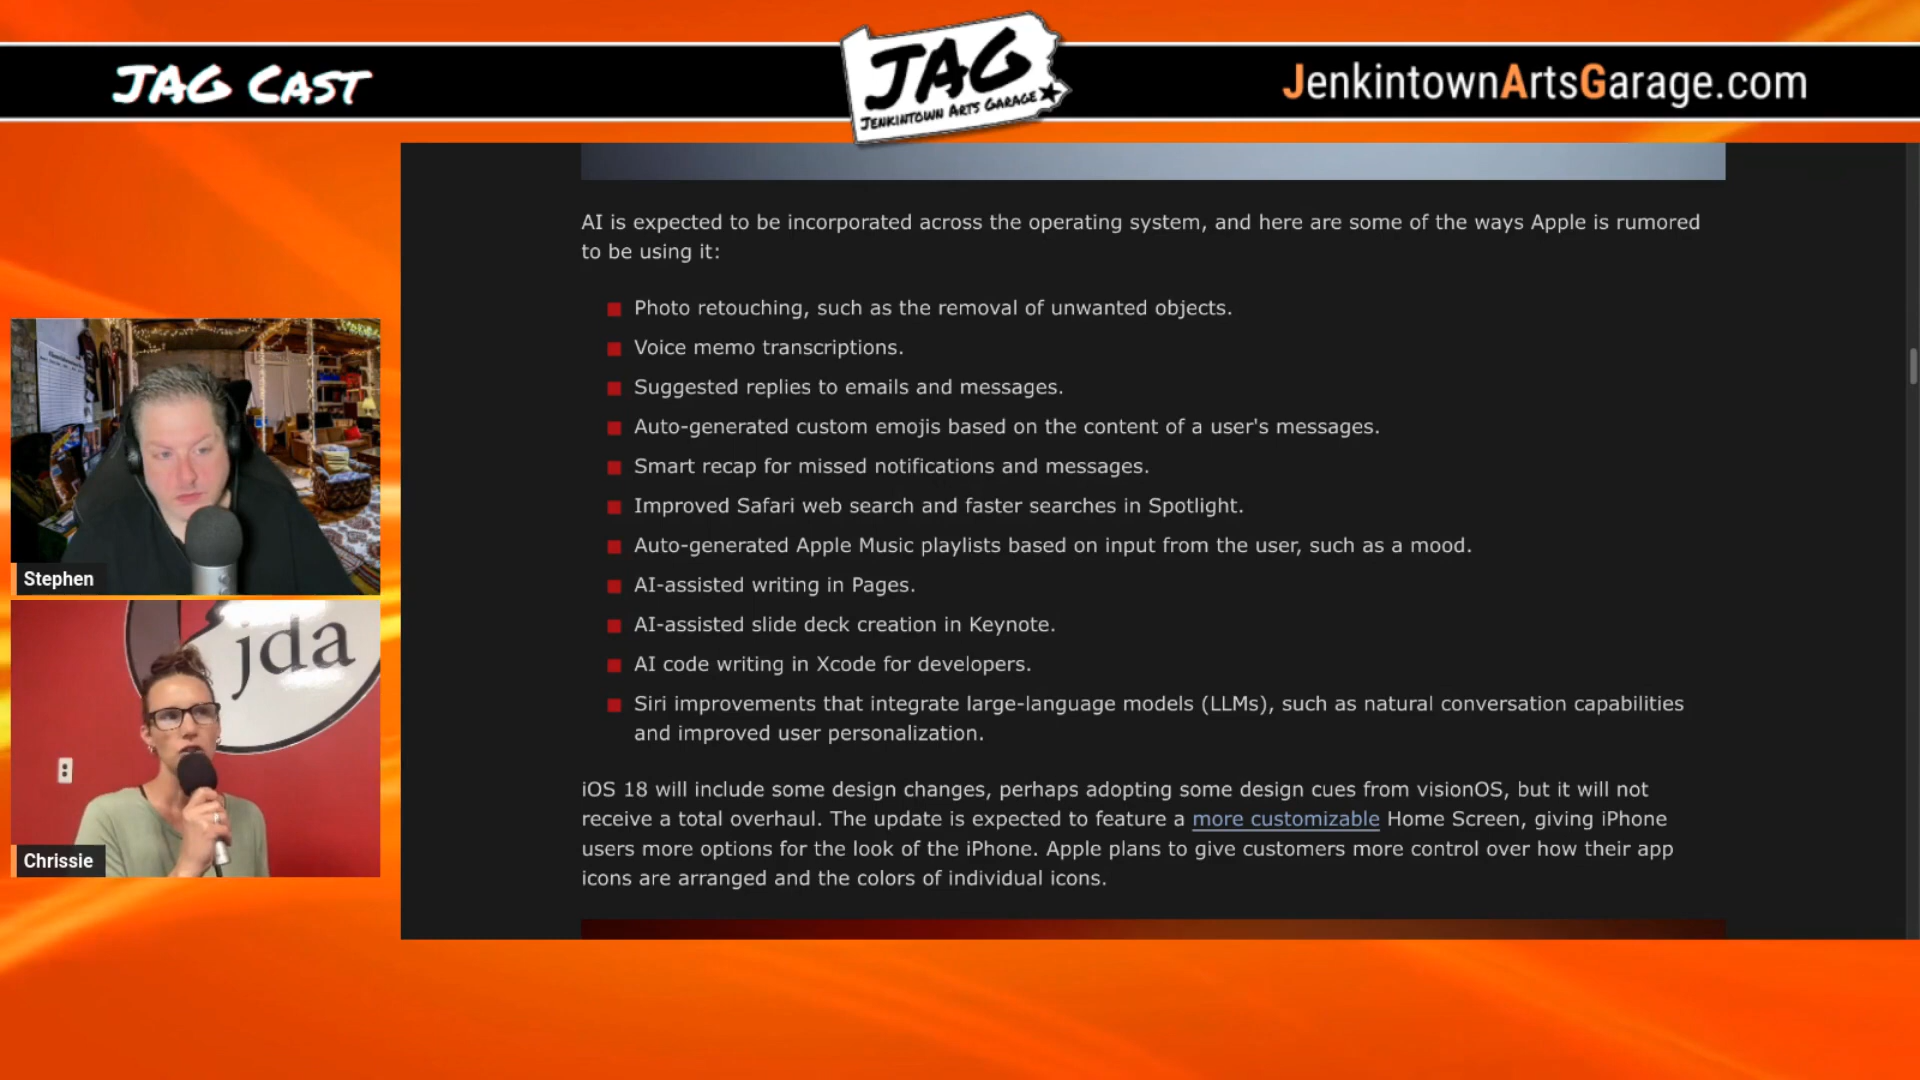 JAG CAST
JAG
JENKINTOWN ARTS GARAGE
JenkintownArtsGarage.com
AI is expected to be incorporated across the operating system, and here are some of the ways Apple is rumored
to be using it:
Photo retouching, such as the removal of unwanted objects.
Voice memo transcriptions.
Suggested replies to emails and messages.
Auto-generated custom emojis based on the content of a user's messages.
Smart recap for missed notifications and messages.
Improved Safari web search and faster searches in Spotlight.
Auto-generated Apple Music playlists based on input from the user, such as a mood.
AI-assisted writing in Pages.
AI-assisted slide deck creation in Keynote.
AI code writing in Xcode for developers.
Siri improvements that integrate large-language models (LLMs), such as natural conversation capabilities
and improved user personalization.
iOS 18 will include some design changes, perhaps adopting some design cues from visionOS, but it will not
receive a total overhaul. The update is expected to feature a more customizable Home Screen, giving iPhone
users more options for the look of the iPhone. Apple plans to give customers more control over how their app
icons are arranged and the colors of individual icons.
Stephen
jda
Chrissie